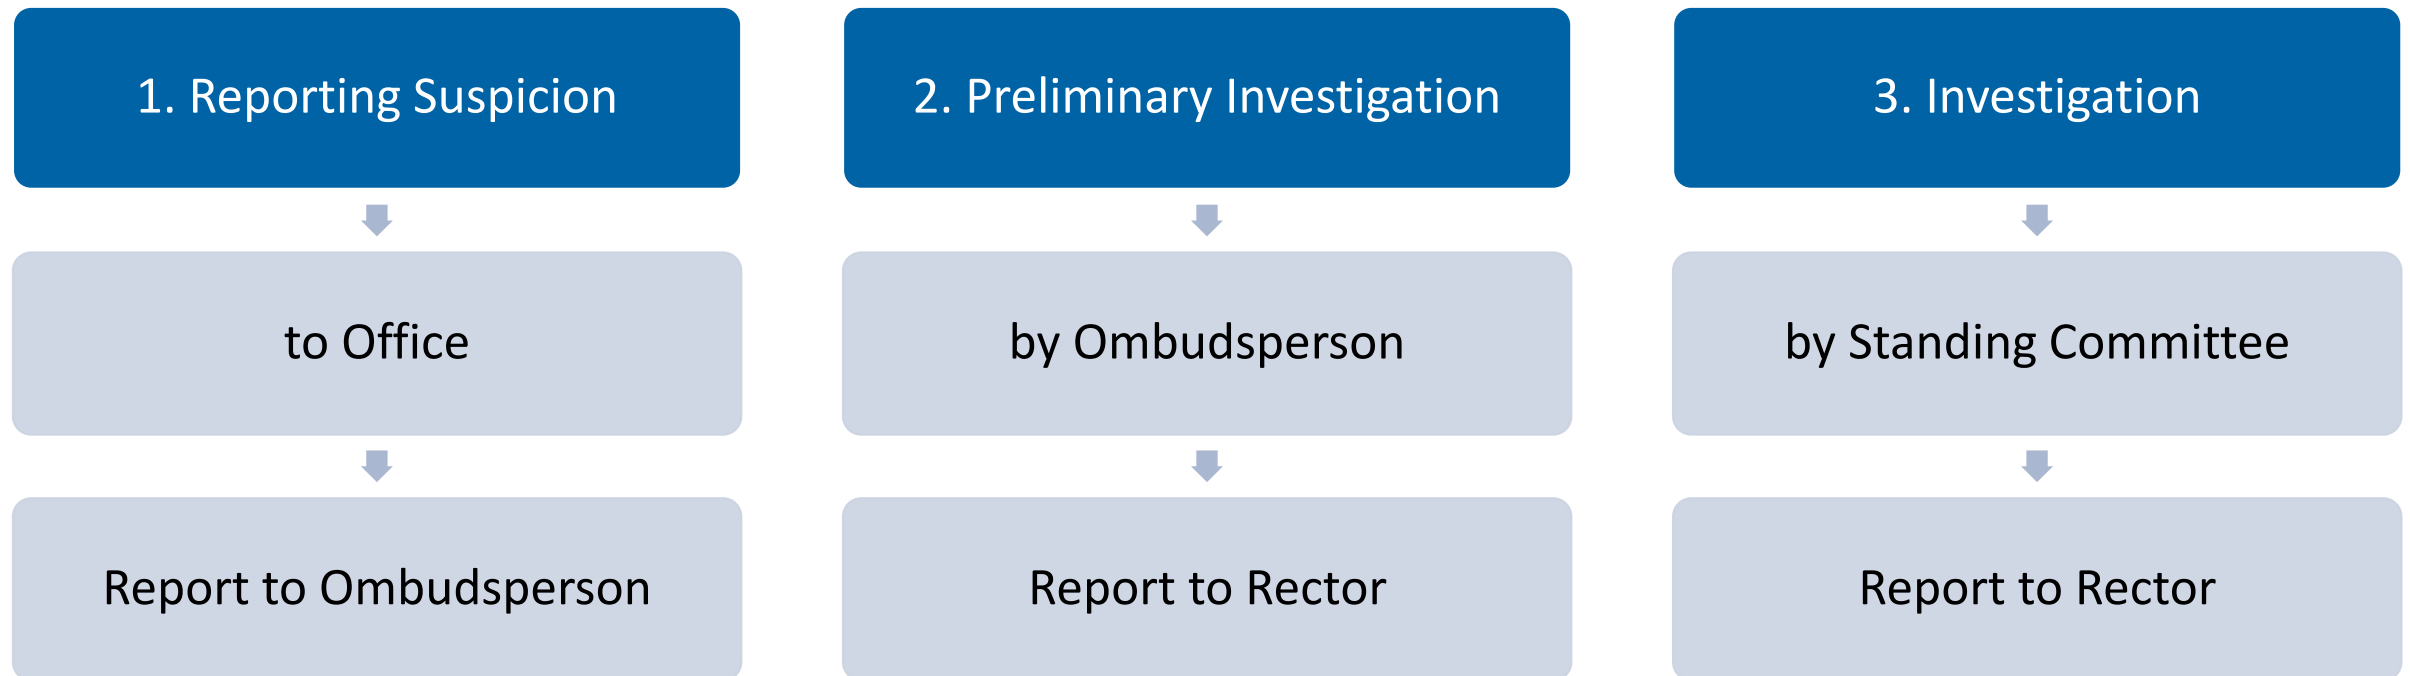 1. Reporting Suspicion
to Office
Report to Ombudsperson
2. Preliminary Investigation
by Ombudsperson
Report to Rector
3. Investigation
by Standing Committee
Report to Rector